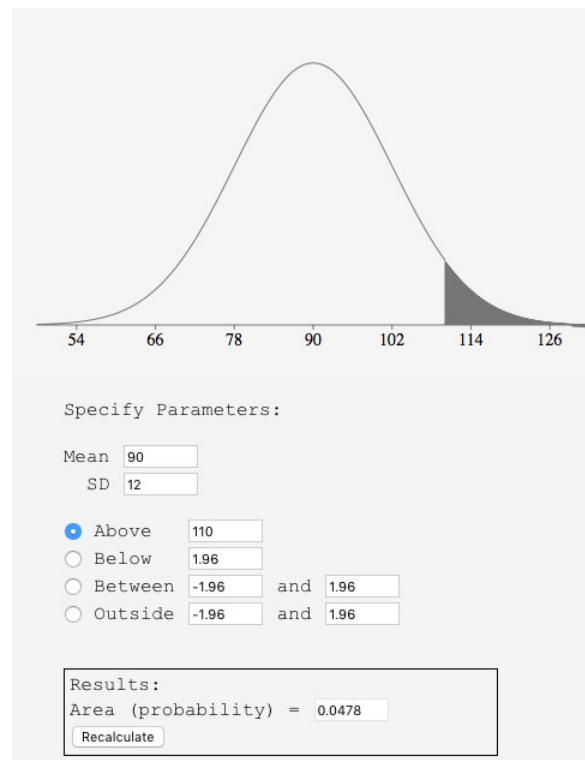 54 66 78 90 102 114 126
Specify Parameters:
Mean 90
SD 12
Above 110
Below 1.96
Between -1.96 and 1.96
Outside -1.96 and 1.96
Results:
Area (probability) = 0.0478
Recalculate